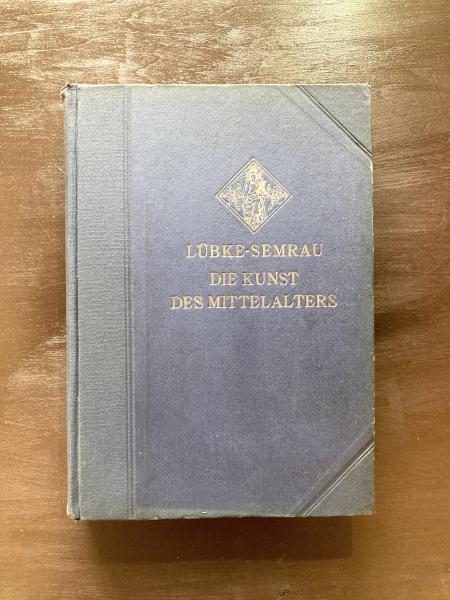 LÜBKE-SEMRAU
DIE KUNST
DES MITTELALTERS